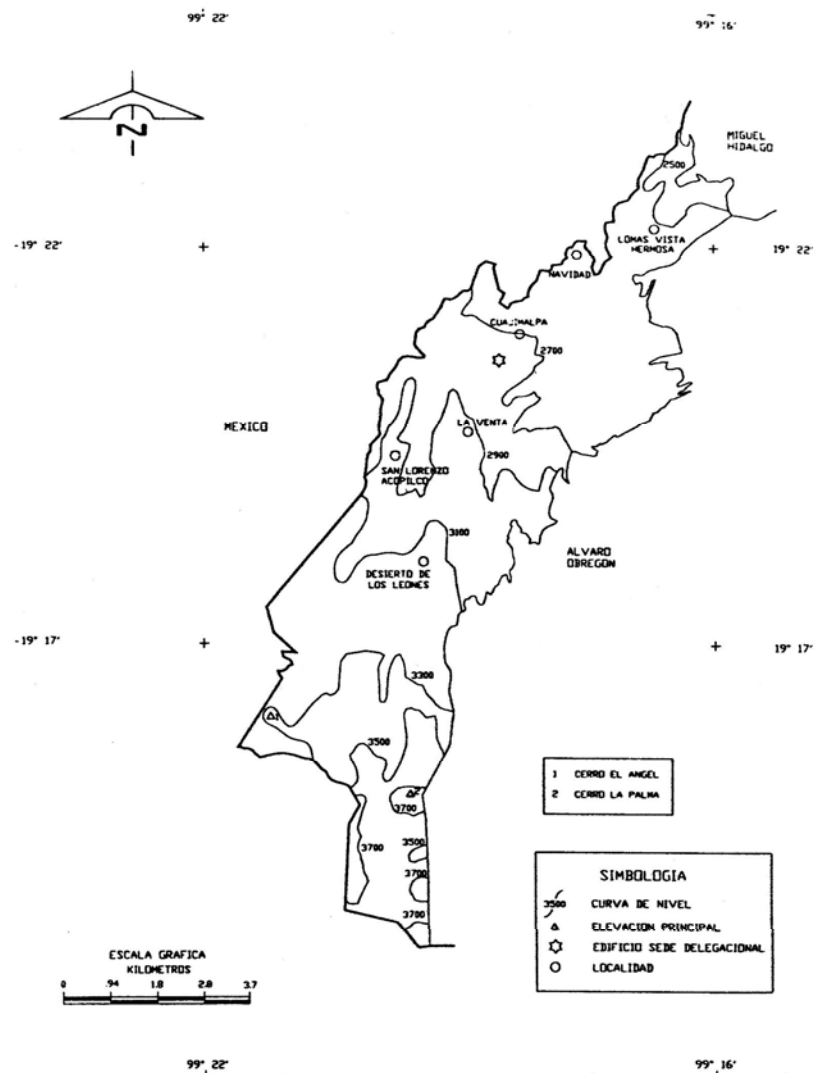 99° 22'
99° 16'
N
MIGUEL
HIDALGO
2500
LOMAS VISTA
HERMOSA
-19° 22'
19° 22'
NAVIDAD
CUAJIMALPA
2700
MEXICO
LA VENTA
2900
SAN LORENZO
ACOPILCO
3100
ALVARO
OBREGON
DESIERTO DE
LOS LEONES
-19° 17'
19° 17'
3300
1
3500
1 CERRO EL ANGEL
2 CERRO LA PALMA
2
3700
3500
3700
3700
3700
SIMBOLOGIA
3500 CURVA DE NIVEL
ELEVACION PRINCIPAL
EDIFICIO SEDE DELEGACIONAL
LOCALIDAD
ESCALA GRAFICA
KILOMETROS
0 .94 1.8 2.8 3.7
99° 22'
99° 16'